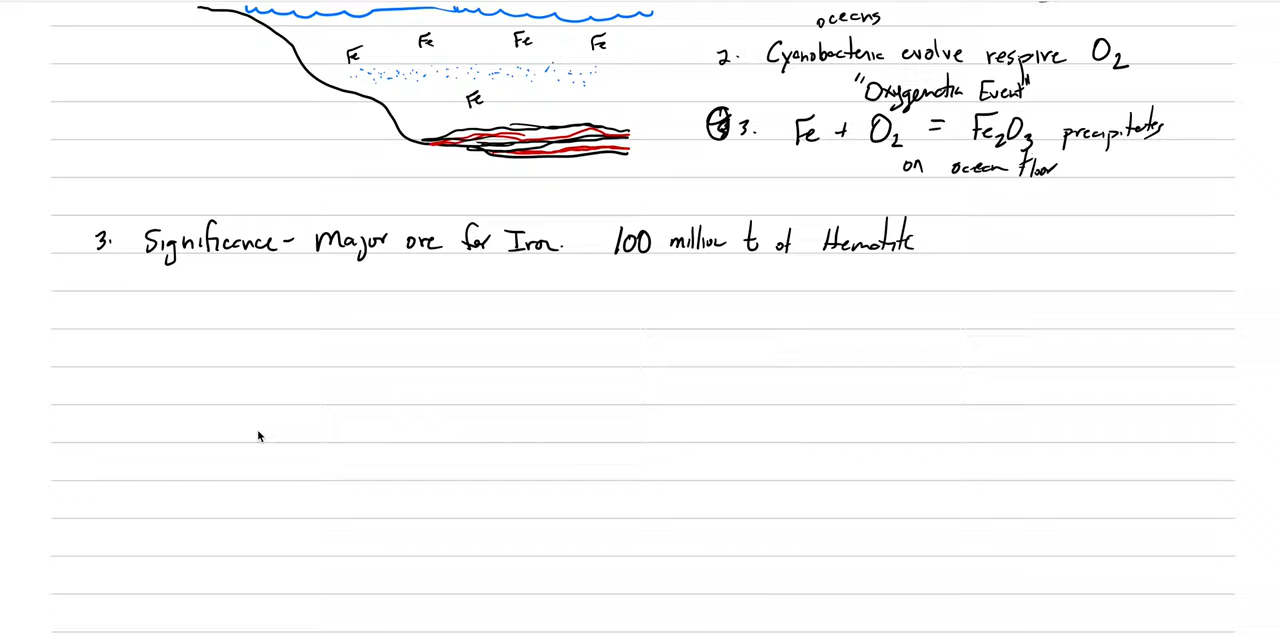 oceans
2. Cyanobacteria evolve respire O2
"Oxygenatia Event"
3. Fe + O2 = Fe2O3 precipitates
on ocean floor
Fe Fe Fe Fe
Fe
3. Significance - Major ore for Iron. 100 million t of Hematite